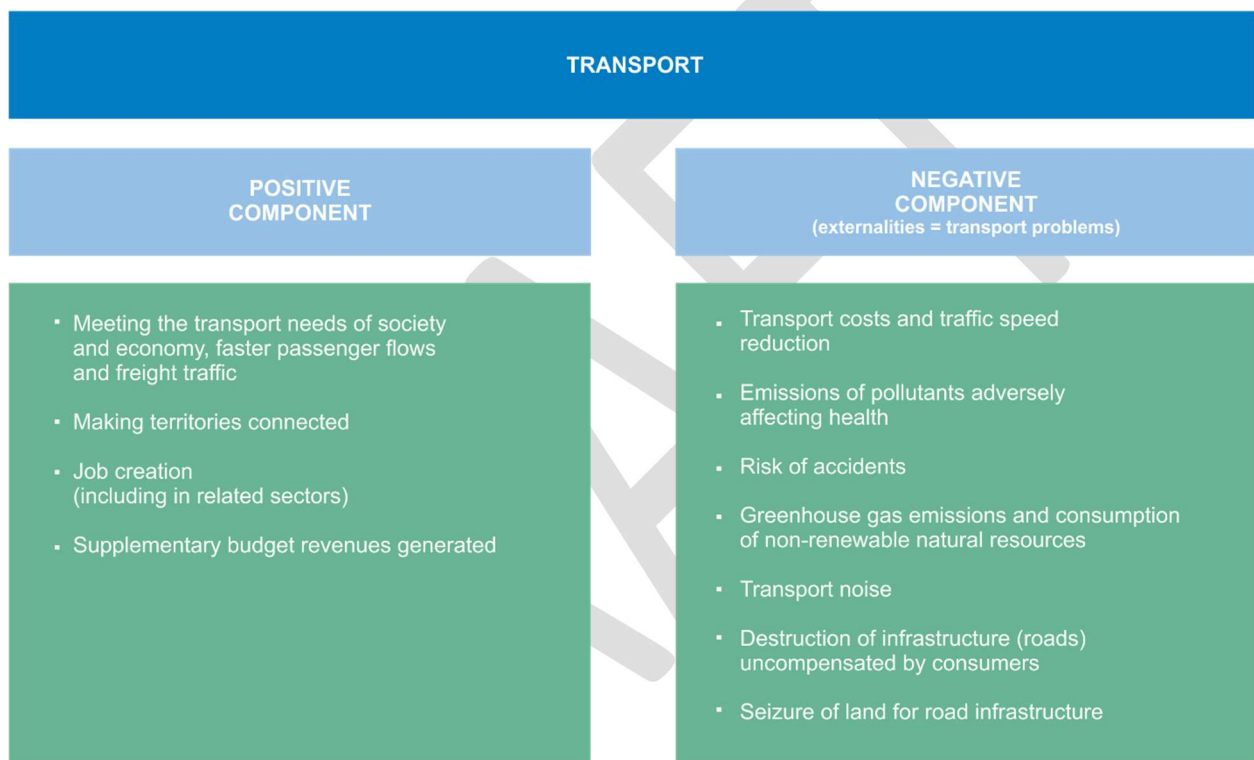 TRANSPORT
POSITIVE
COMPONENT
▪ Meeting the transport needs of society
and economy, faster passenger flows
and freight traffic
▪ Making territories connected
▪ Job creation
(including in related sectors)
▪ Supplementary budget revenues generated
NEGATIVE
COMPONENT
(externalities = transport problems)
▪ Transport costs and traffic speed
reduction
▪ Emissions of pollutants adversely
affecting health
▪ Risk of accidents
▪ Greenhouse gas emissions and consumption
of non-renewable natural resources
▪ Transport noise
▪ Destruction of infrastructure (roads)
uncompensated by consumers
▪ Seizure of land for road infrastructure